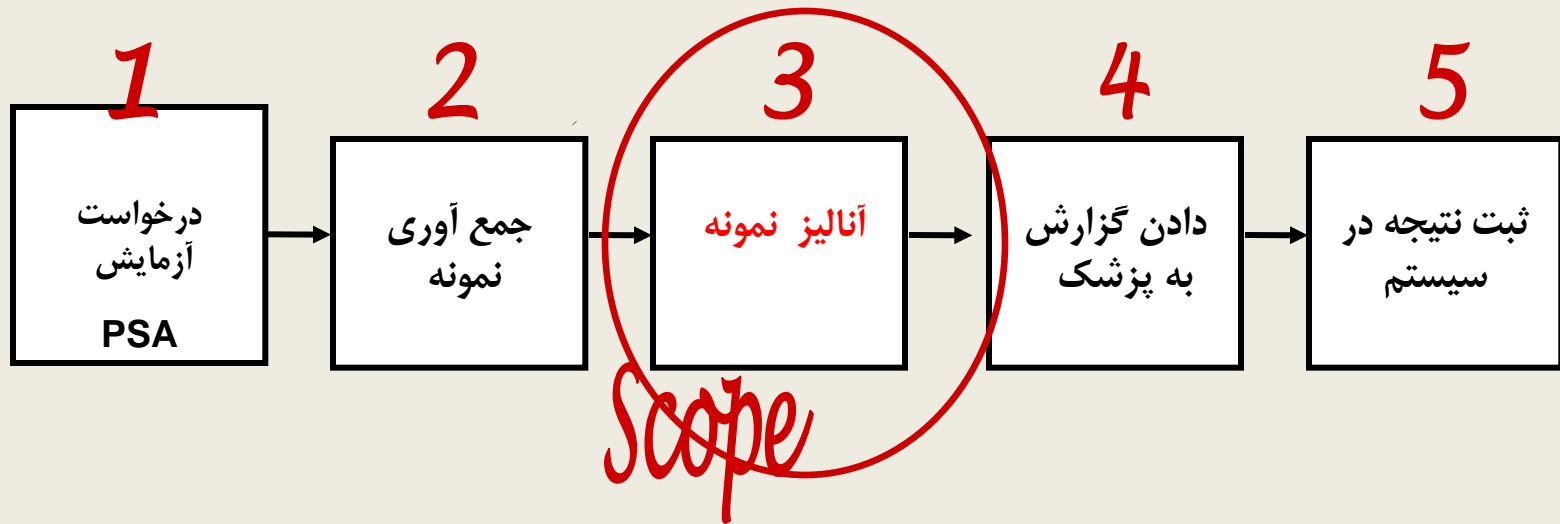 1
2
3
4
5
درخواست
آزمایش
PSA
جمع آوری
نمونه
آنالیز نمونه
دادن گزارش
به پزشک
ثبت نتیجه در
سیستم
Scope